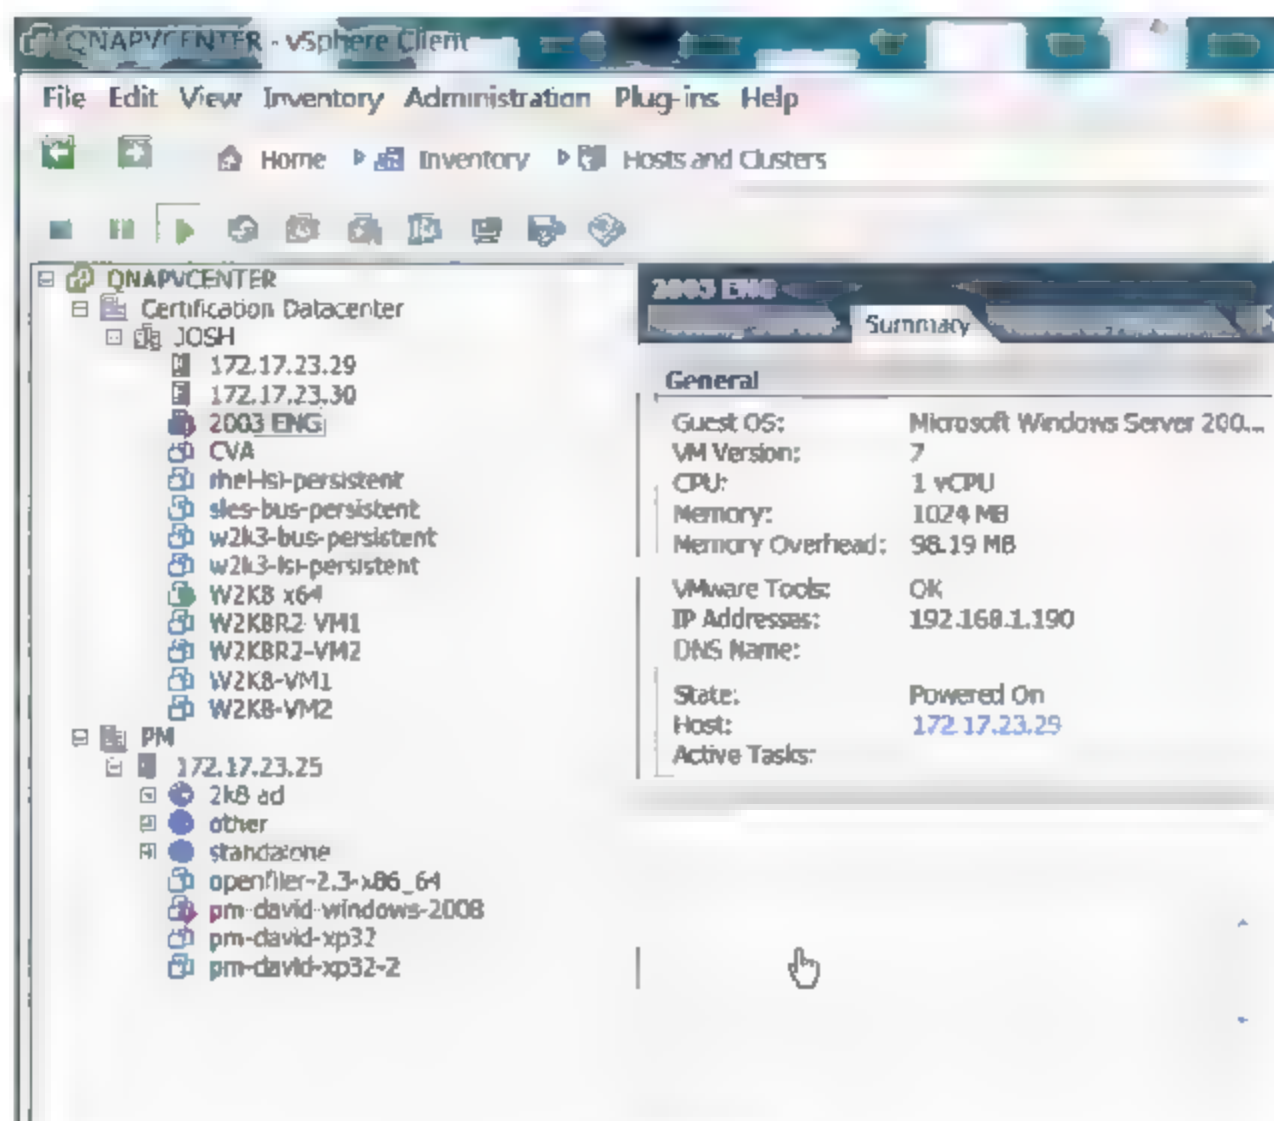 QNAPVCENTER - vSphere Client
File Edit View Inventory Administration Plug-ins Help
Home Inventory Hosts and Clusters
QNAPVCENTER
Certification Datacenter
JOSH
172.17.23.29
172.17.23.30
2003 ENG
CVA
rhel-lsi-persistent
sles-bus-persistent
w2k3-bus-persistent
w2k3-lsi-persistent
W2K8 x64
W2K8R2-VM1
W2K8R2-VM2
W2K8-VM1
W2K8-VM2
PM
172.17.23.25
2k8 ad
other
standalone
openfiler-2.3-x86_64
pm-david-windows-2008
pm-david-xp32
pm-david-xp32-2
2003 ENG
Summary
General
Guest OS: Microsoft Windows Server 200...
VM Version: 7
CPU: 1 vCPU
Memory: 1024 MB
Memory Overhead: 98.19 MB
VMware Tools: OK
IP Addresses: 192.168.1.190
DNS Name:
State: Powered On
Host: 172.17.23.29
Active Tasks: